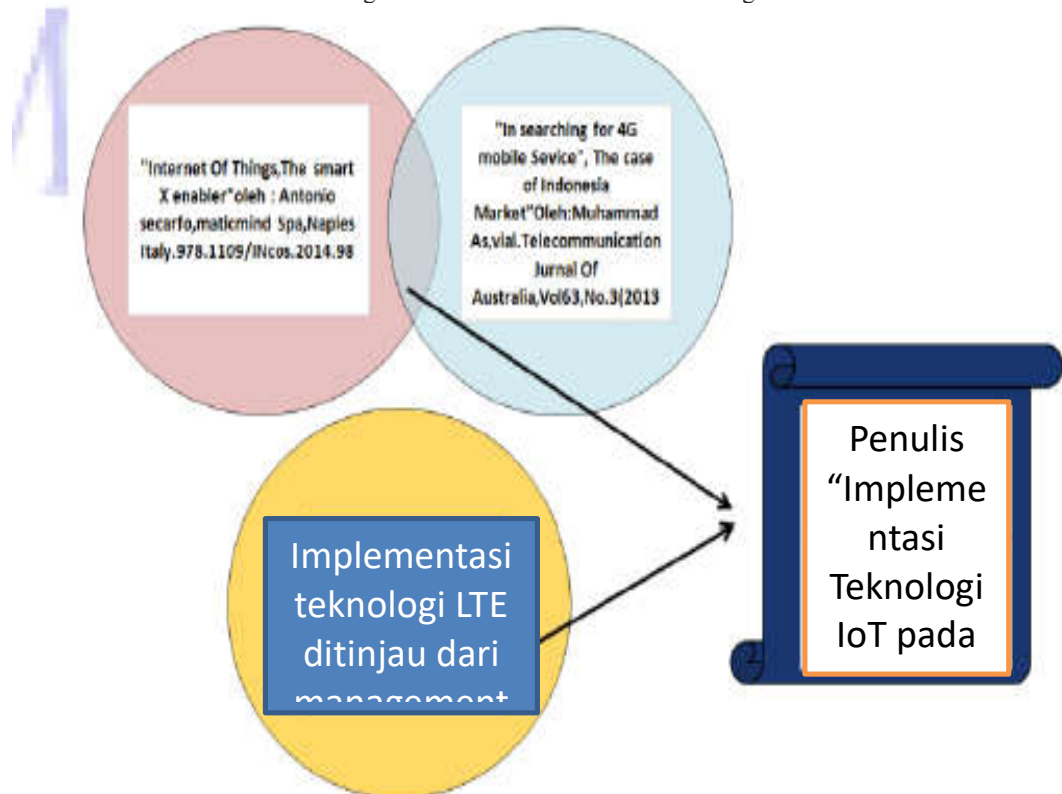 "Internet Of Things,The smart
X enabler"oleh : Antonio
secarfo,maticmind Spa,Naples
Italy.978.1109/INcos.2014.98
"In searching for 4G
mobile Sevice", The case
of Indonesia
Market"Oleh:Muhammad
As,vial.Telecommunication
Jurnal Of
Australia,Vol63,No.3(2013
Implementasi
teknologi LTE
ditinjau dari
management
Penulis
“Impleme
ntasi
Teknologi
IoT pada